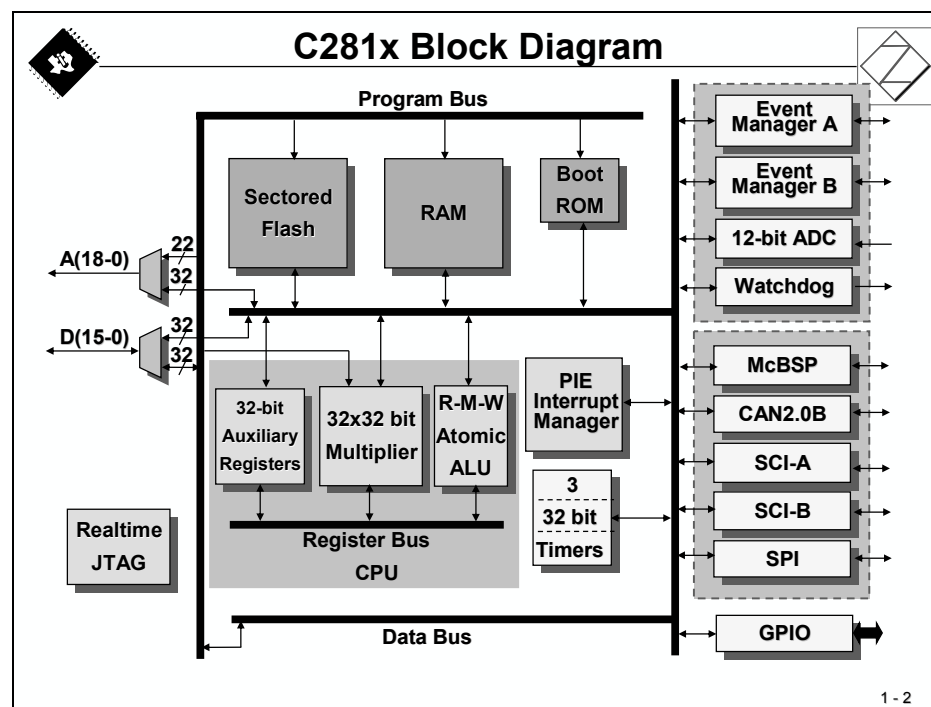 C281x Block Diagram
Program Bus
Sectored
Flash
RAM
Boot
ROM
A(18-0)
22
32
D(15-0)
32
32
32-bit
Auxiliary
Registers
32x32 bit
Multiplier
R-M-W
Atomic
ALU
Register Bus
CPU
PIE
Interrupt
Manager
3
32 bit
Timers
Realtime
JTAG
Data Bus
Event
Manager A
Event
Manager B
12-bit ADC
Watchdog
McBSP
CAN2.0B
SCI-A
SCI-B
SPI
GPIO
1 - 2